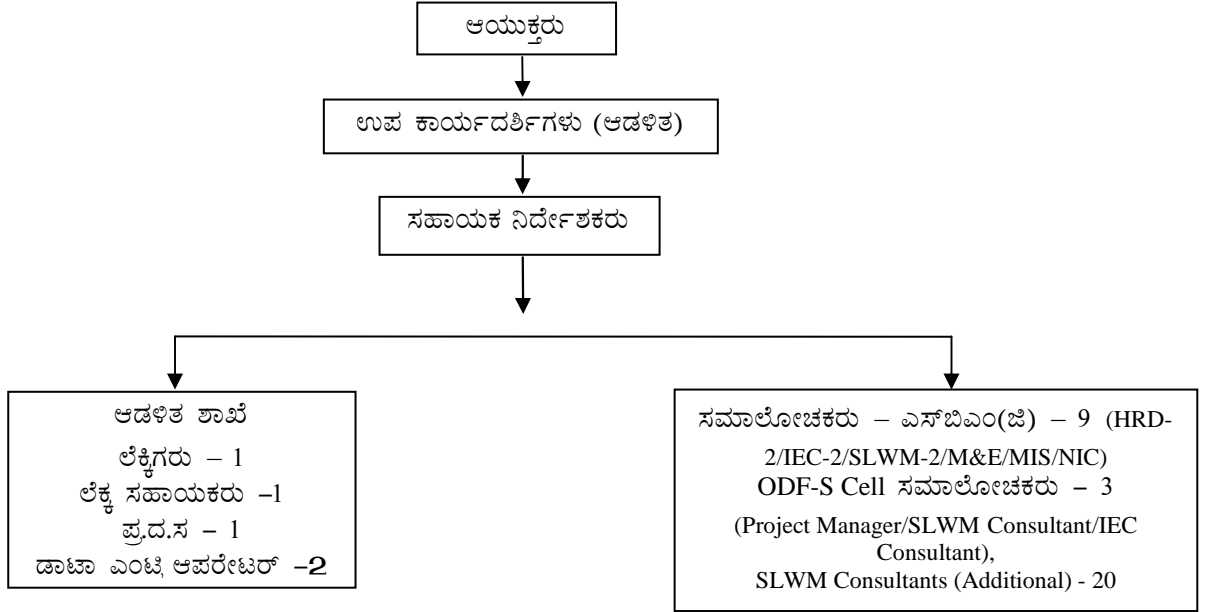 ಆಯುಕ್ತರು
ಉಪ ಕಾರ್ಯದರ್ಶಿಗಳು (ಆಡಳಿತ)
ಸಹಾಯಕ ನಿರ್ದೇಶಕರು
ಆಡಳಿತ ಶಾಖೆ
ಲೆಕ್ಕಿಗರು – 1
ಲೆಕ್ಕ ಸಹಾಯಕರು –1
ಪ್ರ.ದ.ಸ – 1
ಡಾಟಾ ಎಂಟ್ರಿ ಆಪರೇಟರ್ –2
ಸಮಾಲೋಚಕರು – ಎಸ್‌ಬಿಎಂ(ಜಿ) – 9 (HRD-
2/IEC-2/SLWM-2/M&E/MIS/NIC)
ODF-S Cell ಸಮಾಲೋಚಕರು – 3
(Project Manager/SLWM Consultant/IEC
Consultant),
SLWM Consultants (Additional) - 20